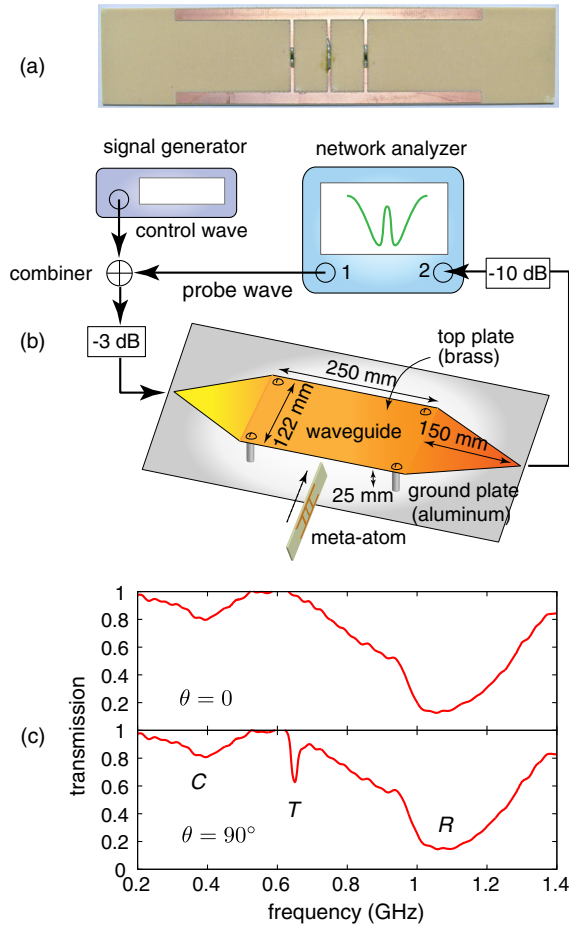 (a)
signal generator
network analyzer
control wave
combiner
probe wave
1
2
-10 dB
-3 dB
(b)
top plate
(brass)
250 mm
122 mm
waveguide
150 mm
25 mm
ground plate
(aluminum)
meta-atom
(c)
transmission
1
0.8
0.6
0.4
0.2
θ = 0
1
0.8
0.6
0.4
0.2
0
C
T
R
θ = 90°
0.2
0.4
0.6
0.8
1
1.2
1.4
frequency (GHz)